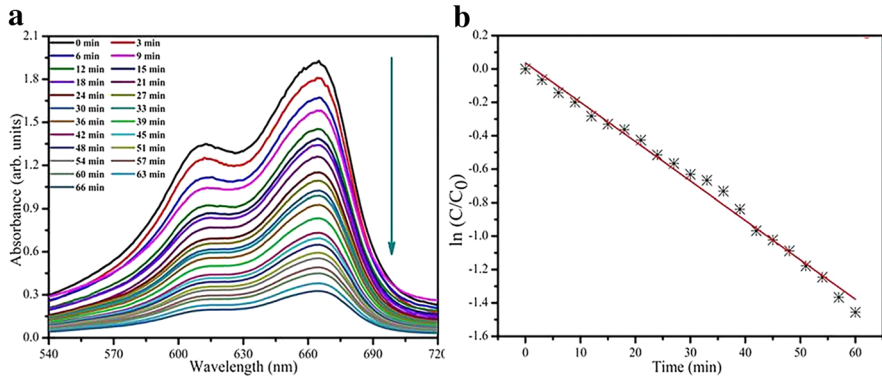 a
2.1
1.8
1.5
1.2
0.9
0.6
0.3
0.0
Absorbance (arb. units)
0 min 3 min
6 min 9 min
12 min 15 min
18 min 21 min
24 min 27 min
30 min 33 min
36 min 39 min
42 min 45 min
48 min 51 min
54 min 57 min
60 min 63 min
66 min
540 570 600 630 660 690 720
Wavelength (nm)
b
0.2
0.0
-0.2
-0.4
-0.6
-0.8
-1.0
-1.2
-1.4
-1.6
ln (C/C0)
0 10 20 30 40 50 60
Time (min)